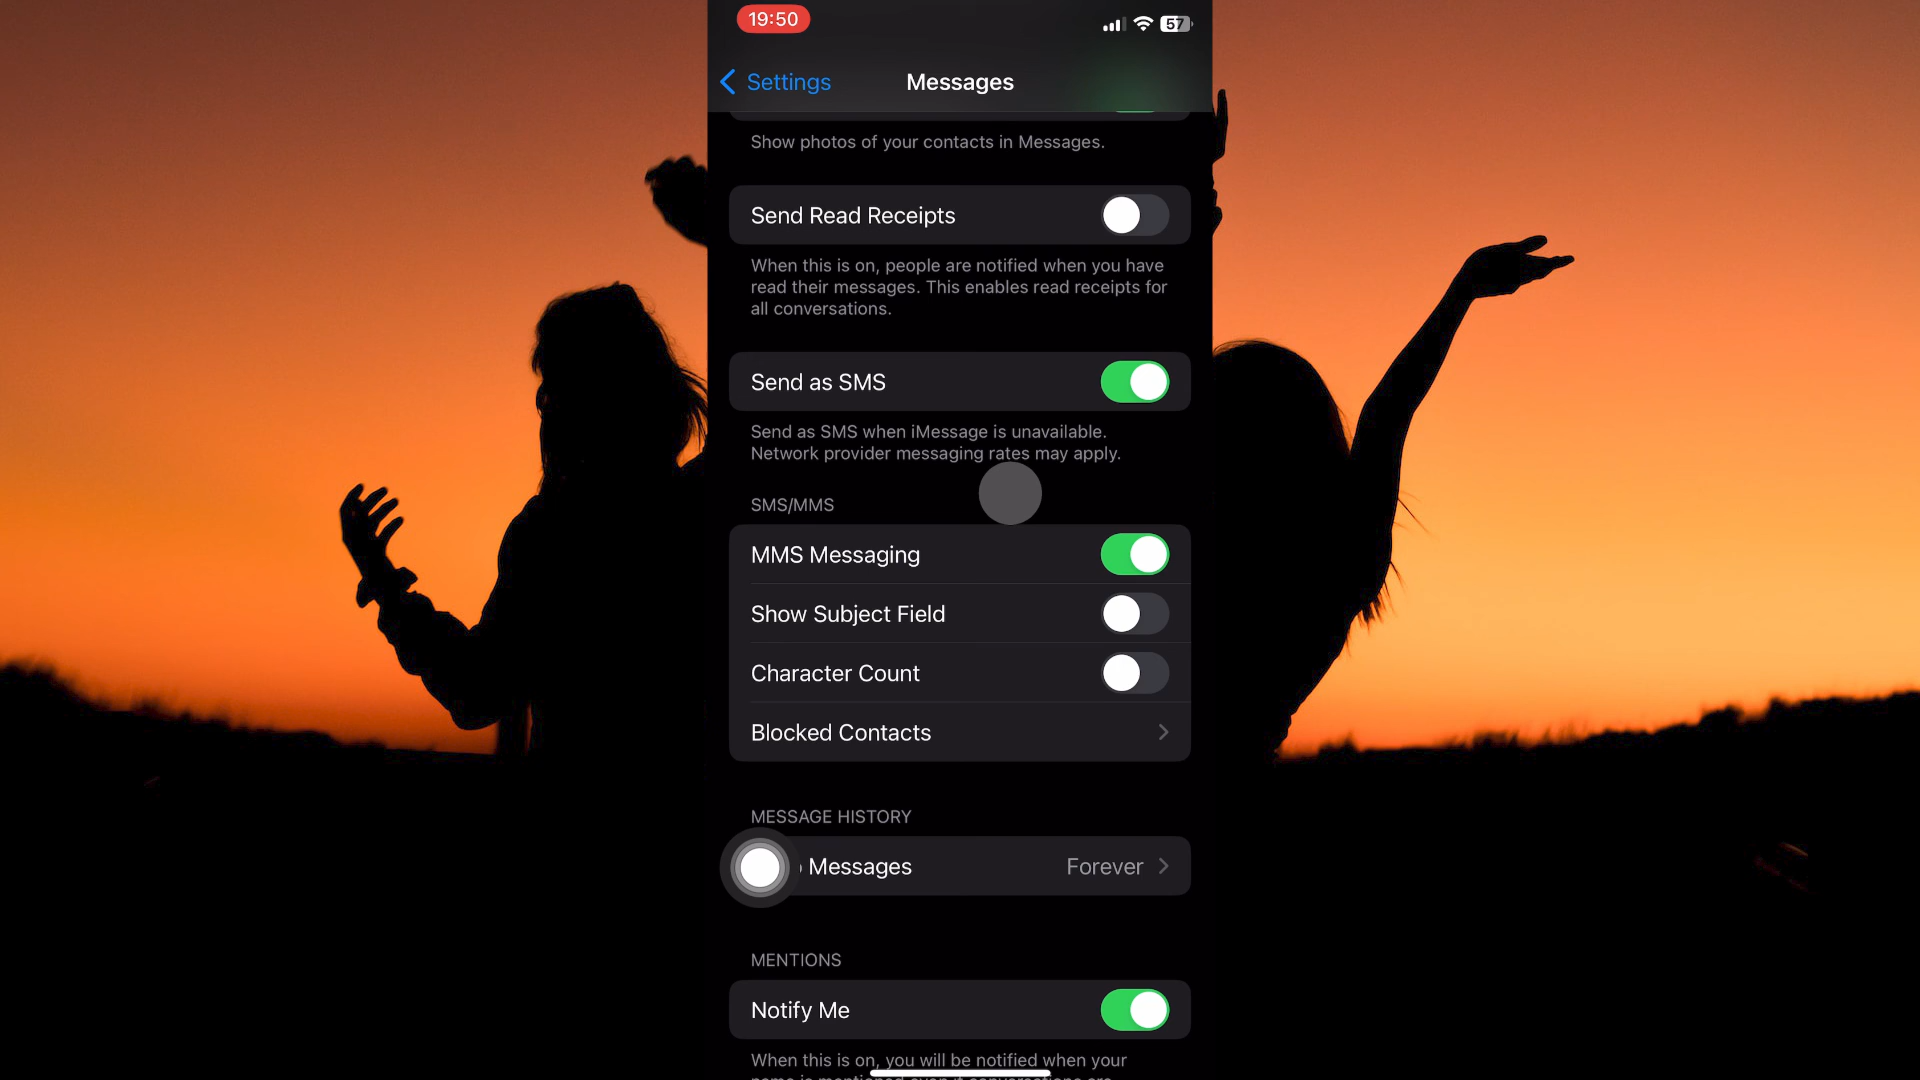 19:50
57
Settings
Messages
Show photos of your contacts in Messages.
Send Read Receipts
When this is on, people are notified when you have
read their messages. This enables read receipts for
all conversations.
Send as SMS
Send as SMS when iMessage is unavailable.
Network provider messaging rates may apply.
SMS/MMS
MMS Messaging
Show Subject Field
Character Count
Blocked Contacts
MESSAGE HISTORY
Messages Forever
MENTIONS
Notify Me
When this is on, you will be notified when your